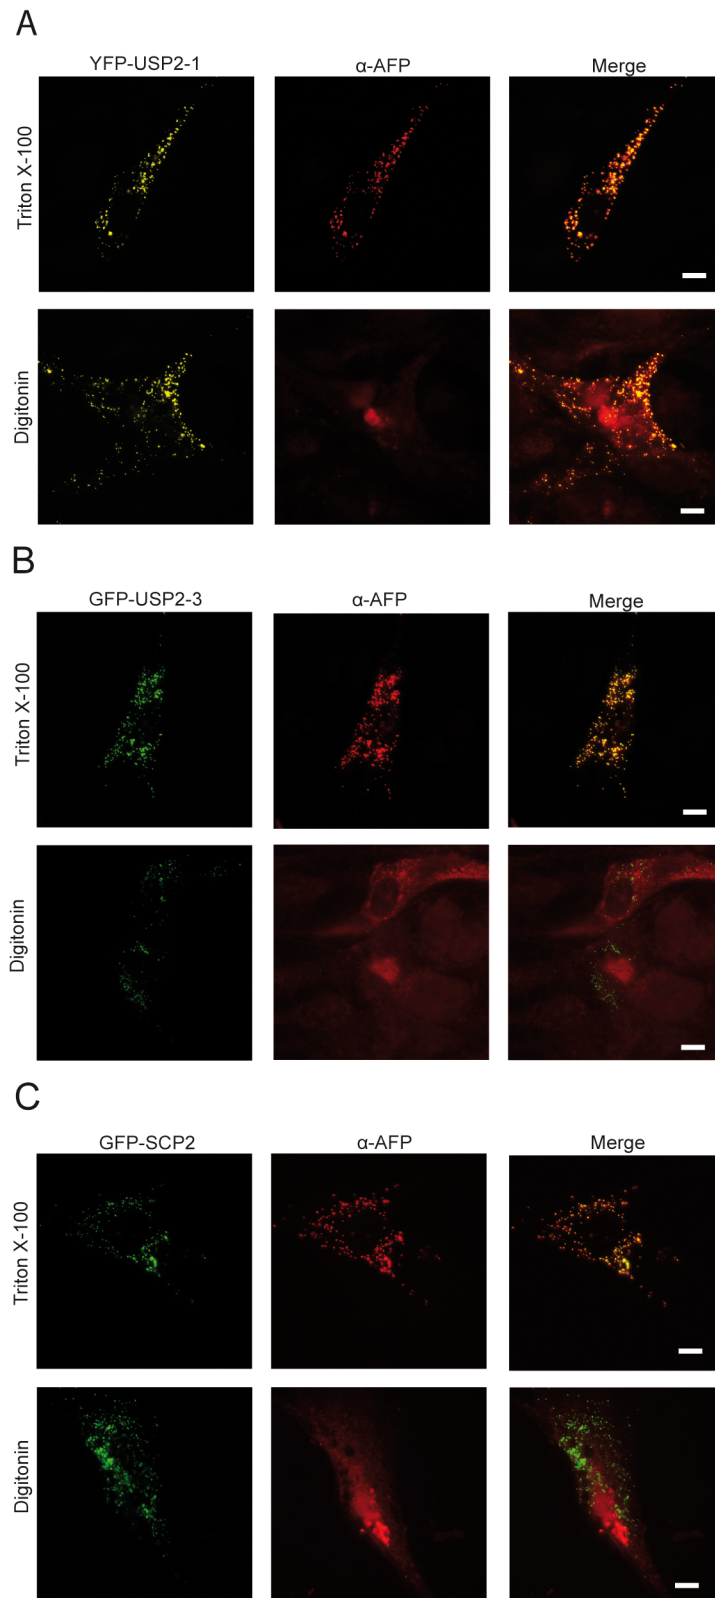 A
YFP-USP2-1 α-AFP Merge
Triton X-100
Digitonin
B
GFP-USP2-3 α-AFP Merge
Triton X-100
Digitonin
C
GFP-SCP2 α-AFP Merge
Triton X-100
Digitonin